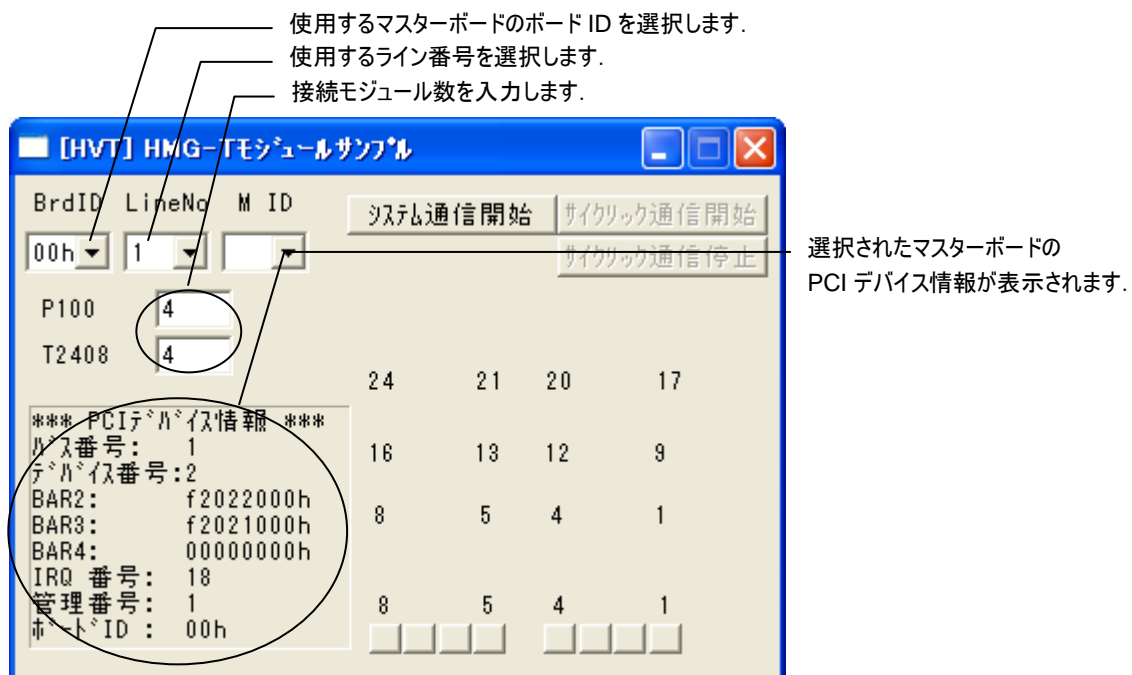 使用するマスターボードのボード ID を選択します.
使用するライン番号を選択します.
接続モジュール数を入力します.
[HVT] HMG-Tﾓｼﾞｭｰﾙｻﾝﾌﾟﾙ
BrdID LineNo M ID
ｼｽﾃﾑ通信開始 ｻｲｸﾘｯｸ通信開始
00h 1
ｻｲｸﾘｯｸ通信停止
選択されたマスターボードの
PCI デバイス情報が表示されます.
P100 4
T2408 4
24 21 20 17
*** PCIﾃﾞﾊﾞｲｽ情報 ***
ﾊﾞｽ番号: 1
16 13 12 9
ﾃﾞﾊﾞｲｽ番号:2
BAR2: f2022000h
8 5 4 1
BAR3: f2021000h
BAR4: 00000000h
IRQ 番号: 18
管理番号: 1
8 5 4 1
ﾎﾞｰﾄﾞID : 00h